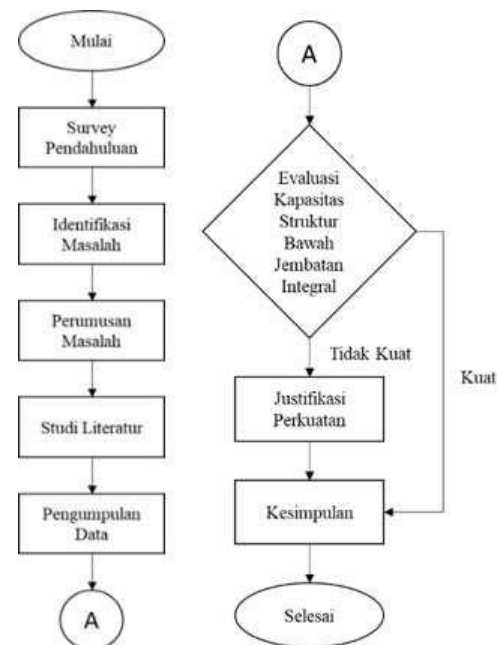 Mulai
Survey
Pendahuluan
Identifikasi
Masalah
Perumusan
Masalah
Studi Literatur
Pengumpulan
Data
A
A
Evaluasi
Kapasitas
Struktur
Bawah
Jembatan
Integral
Tidak Kuat
Kuat
Justifikasi
Perkuatan
Kesimpulan
Selesai